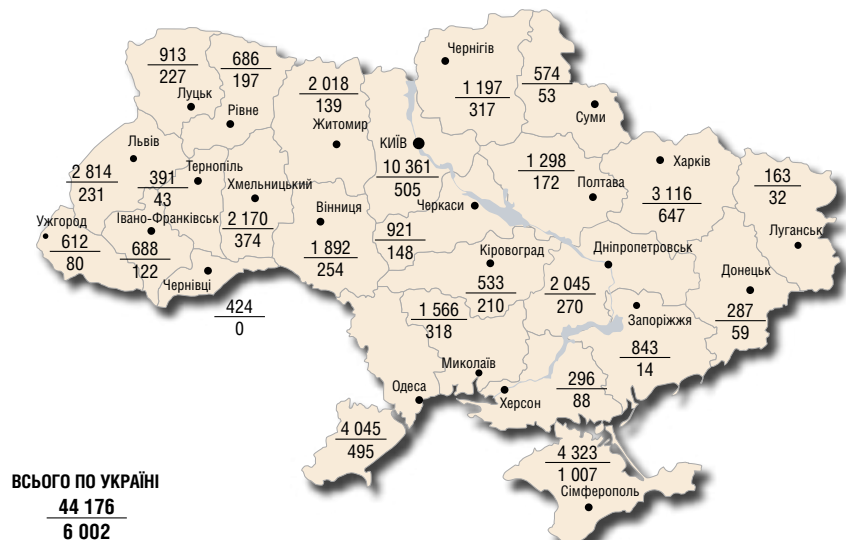 913
227
Луцьк
686
197
Рівне
2 018
139
Житомир
Чернігів
1 197
317
574
53
Суми
Львів
2 814
231
Тернопіль
391
43
Хмельницький
2 170
374
КИЇВ
10 361
505
Черкаси
921
148
1 298
172
Полтава
Харків
3 116
647
163
32
Луганськ
Ужгород
612
80
Івано-Франківськ
688
122
Чернівці
424
0
Вінниця
1 892
254
Кіровоград
533
210
Дніпропетровськ
2 045
270
Донецьк
287
59
Запоріжжя
843
14
1 566
318
Миколаїв
Одеса
4 045
495
Херсон
296
88
4 323
1 007
Сімферополь
ВСЬОГО ПО УКРАЇНІ
44 176
6 002